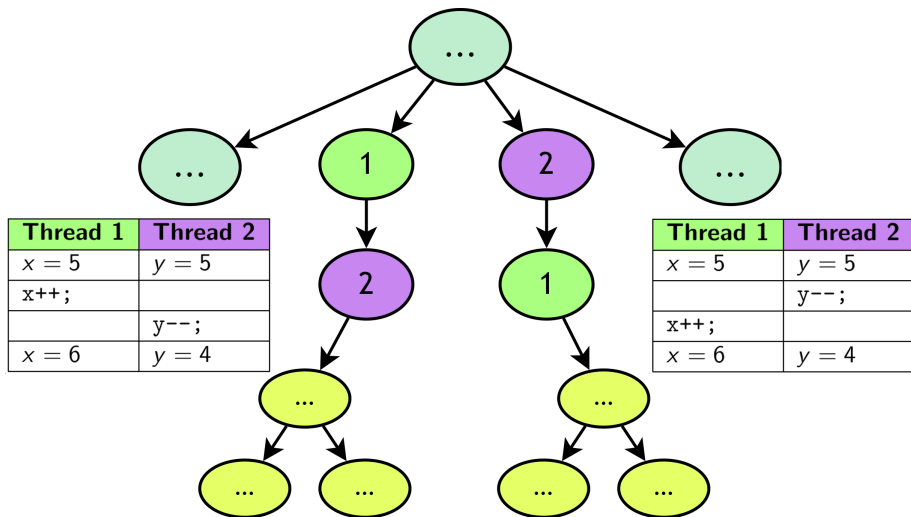 ...
... 1 2 ...
Thread 1 Thread 2
x = 5 y = 5
x++;
y--;
x = 6 y = 4
2 1
Thread 1 Thread 2
x = 5 y = 5
y--;
x++;
x = 6 y = 4
... ...
... ... ... ...